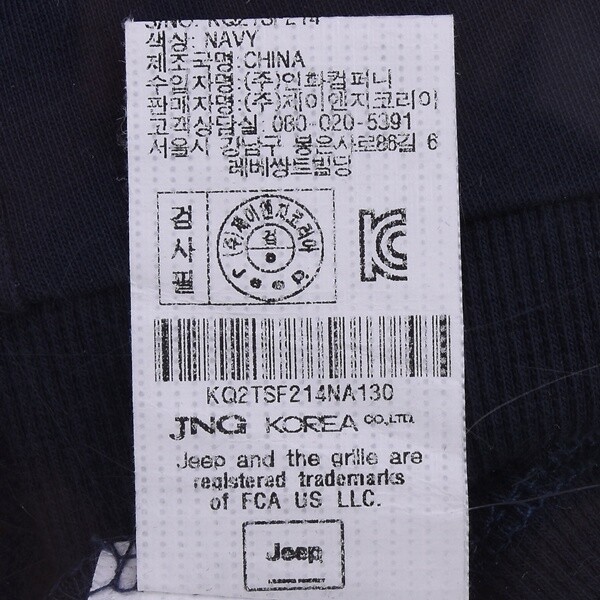 S/NO: KQ2TSF214
색상: NAVY
제조국명:CHINA
수입자명:(주)인화컴퍼니
판매자명:(주)제이엔지코리아
고객상담실: 080-020-5391
서울시 강남구 봉은사로86길 6
레베쌍트빌딩
검사필
(주)제이엔지코리아
검
Jeep
KC
KQ2TSF214NA130
JNG KOREA CO.,LTD.
Jeep and the grille are
registered trademarks
of FCA US LLC.
Jeep